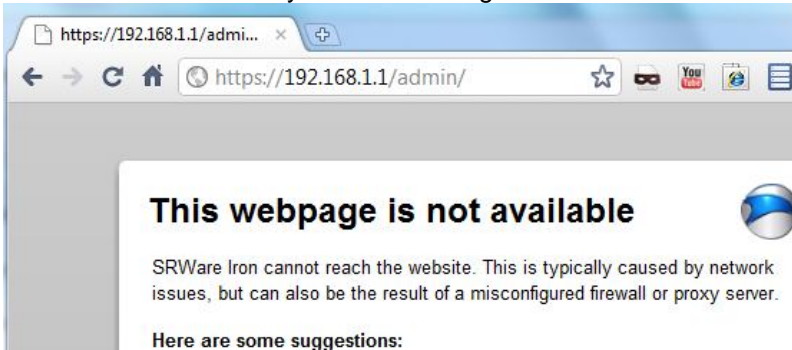 https://192.168.1.1/admi...
https://192.168.1.1/admin/
You
Tube
This webpage is not available
SRWare Iron cannot reach the website. This is typically caused by network
issues, but can also be the result of a misconfigured firewall or proxy server.
Here are some suggestions: